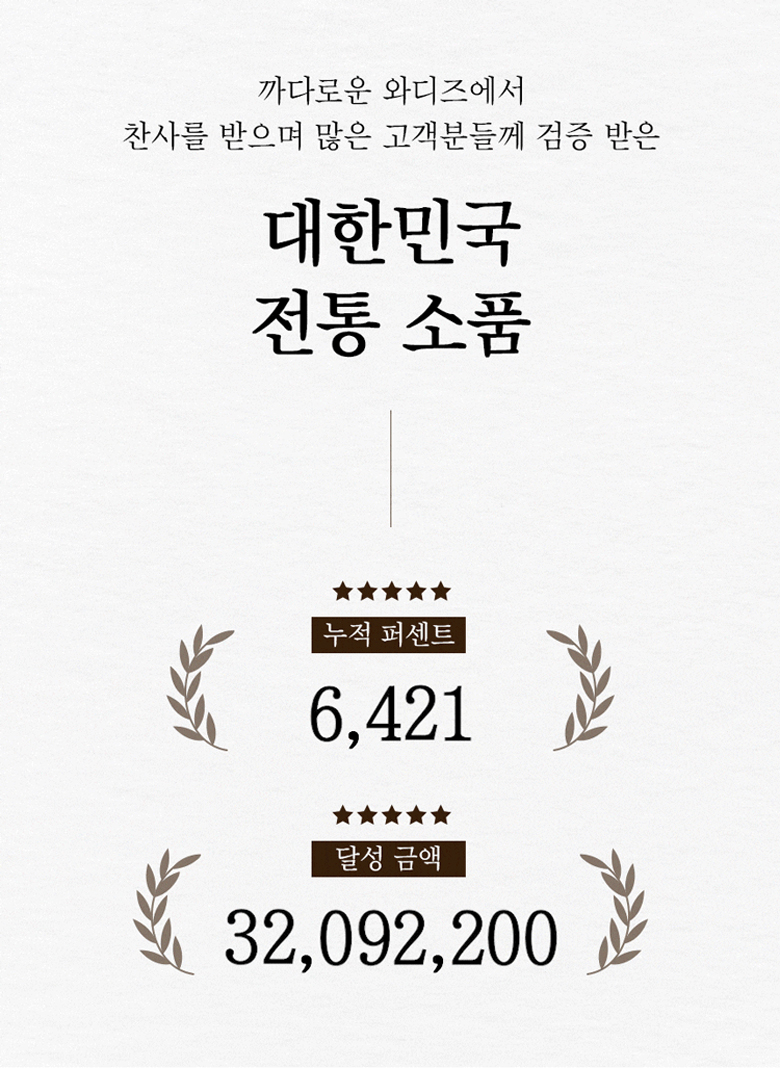 까다로운 와디즈에서
찬사를 받으며 많은 고객분들께 검증 받은
대한민국
전통 소품
누적 퍼센트
6,421
달성 금액
32,092,200